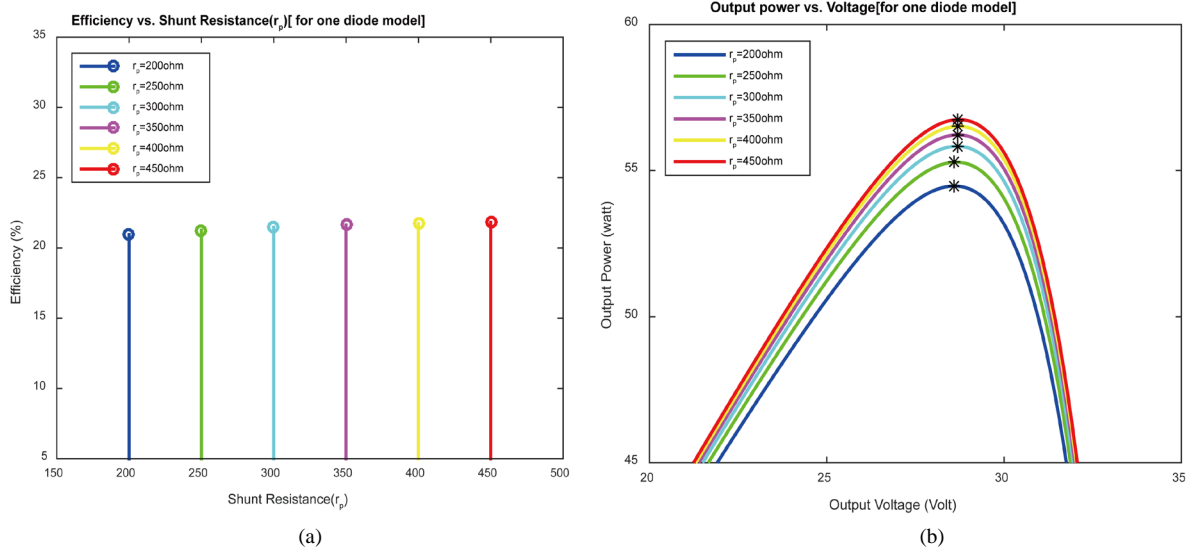 Efficiency vs. Shunt Resistance(rp)[ for one diode model]
35
30
25
20
15
10
5
150
200
250
300
350
400
450
500
Efficiency (%)
Shunt Resistance(rp)
rp=200ohm
rp=250ohm
rp=300ohm
rp=350ohm
rp=400ohm
rp=450ohm
(a)
Output power vs. Voltage[for one diode model]
60
55
50
45
20
25
30
35
Output Power (watt)
Output Voltage (Volt)
rp=200ohm
rp=250ohm
rp=300ohm
rp=350ohm
rp=400ohm
rp=450ohm
(b)